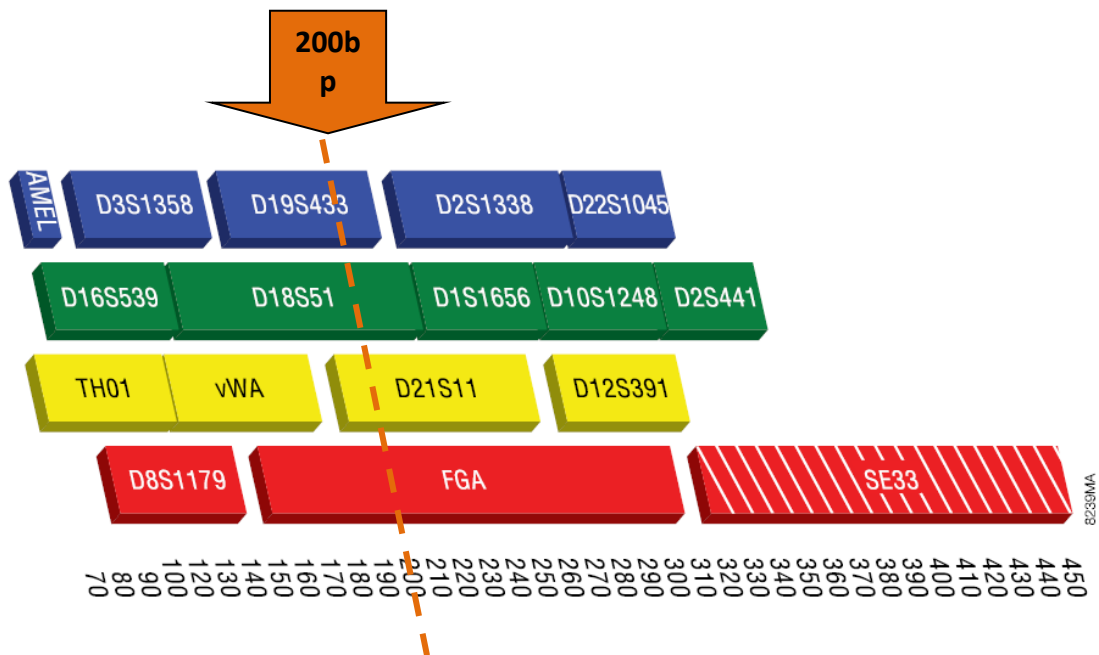 200b
p
AMEL D3S1358 D19S433 D2S1338 D22S1045
D16S539 D18S51 D1S1656 D10S1248 D2S441
TH01 vWA D21S11 D12S391
D8S1179 FGA SE33
8239MA
70 80 90 100 120 130 140 150 160 170 180 190 200 210 220 230 240 250 260 270 280 290 300 310 320 330 340 350 360 370 380 390 400 410 420 430 440 450